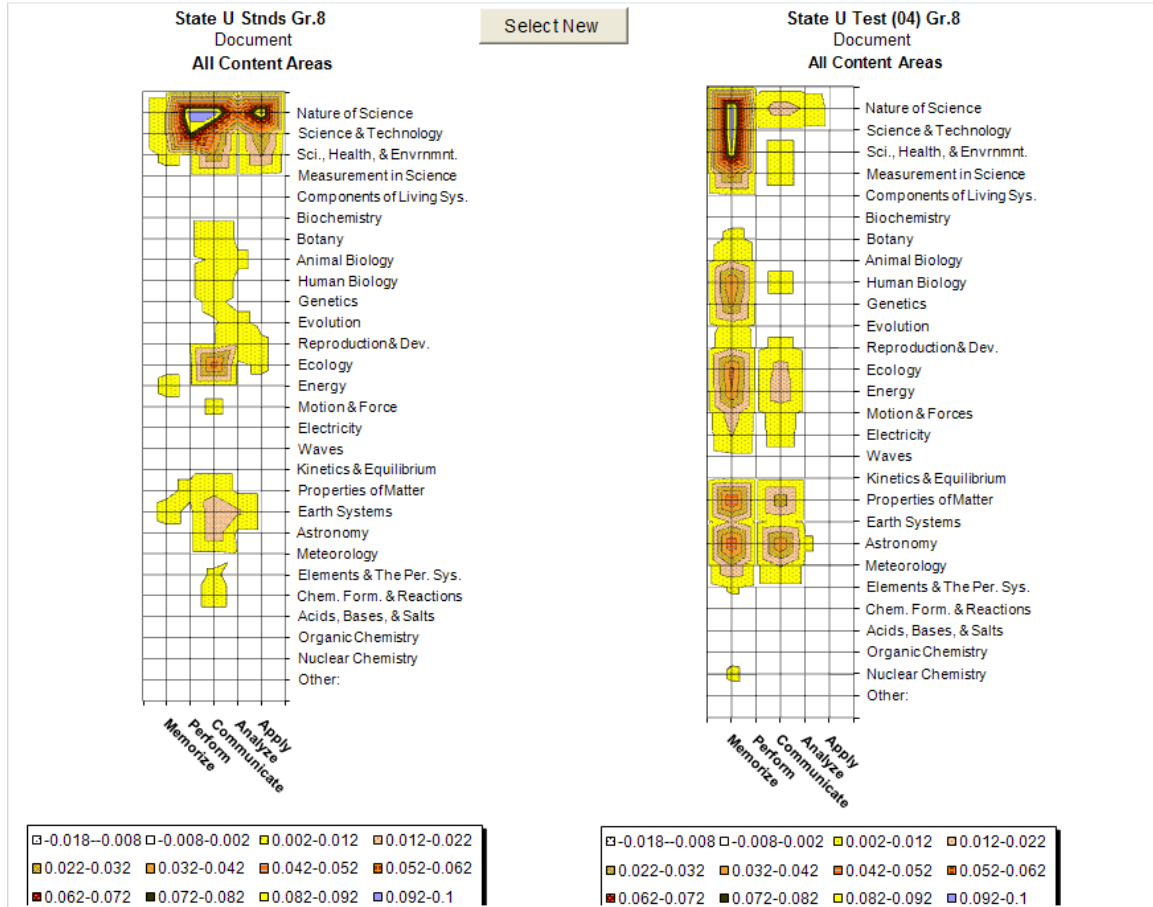 State U Stnds Gr.8
Document
All Content Areas
Nature of Science
Science & Technology
Sci., Health, & Envrnmnt.
Measurement in Science
Components of Living Sys.
Biochemistry
Botany
Animal Biology
Human Biology
Genetics
Evolution
Reproduction & Dev.
Ecology
Energy
Motion & Force
Electricity
Waves
Kinetics & Equilibrium
Properties of Matter
Earth Systems
Astronomy
Meteorology
Elements & The Per. Sys.
Chem. Form. & Reactions
Acids, Bases, & Salts
Organic Chemistry
Nuclear Chemistry
Other:
Memorize
Perform
Communicate
Analyze
Apply
-0.018--0.008 -0.008-0.002 0.002-0.012 0.012-0.022
0.022-0.032 0.032-0.042 0.042-0.052 0.052-0.062
0.062-0.072 0.072-0.082 0.082-0.092 0.092-0.1
Select New
State U Test (04) Gr.8
Document
All Content Areas
Nature of Science
Science & Technology
Sci., Health, & Envrnmt.
Measurement in Science
Components of Living Sys.
Biochemistry
Botany
Animal Biology
Human Biology
Genetics
Evolution
Reproduction & Dev.
Ecology
Energy
Motion & Forces
Electricity
Waves
Kinetics & Equilibrium
Properties of Matter
Earth Systems
Astronomy
Meteorology
Elements & The Per. Sys.
Chem. Form. & Reactions
Acids, Bases, & Salts
Organic Chemistry
Nuclear Chemistry
Other:
Memorize
Perform
Communicate
Analyze
Apply
-0.018--0.008 -0.008-0.002 0.002-0.012 0.012-0.022
0.022-0.032 0.032-0.042 0.042-0.052 0.052-0.062
0.062-0.072 0.072-0.082 0.082-0.092 0.092-0.1